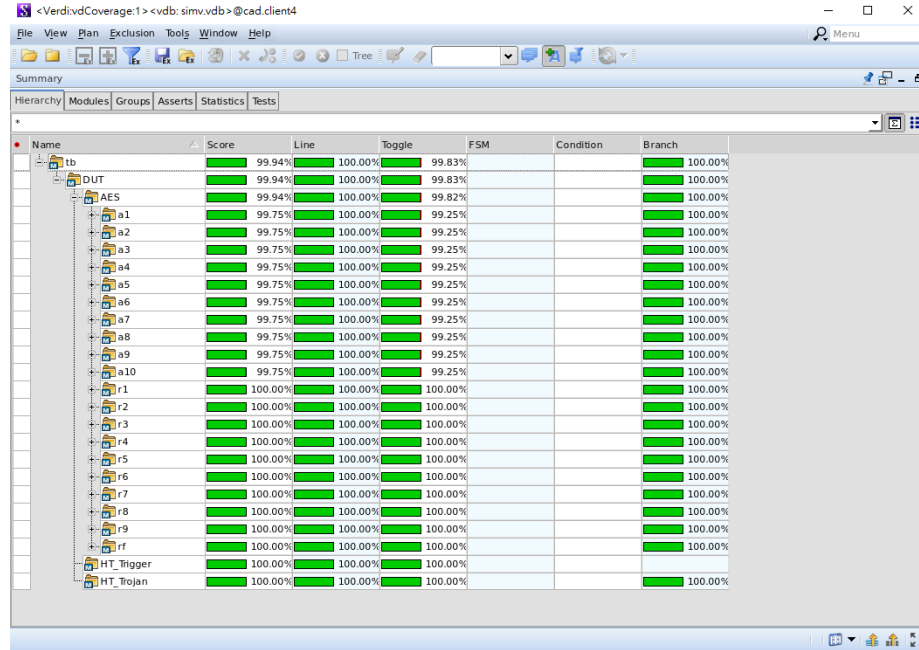 <Verdi:vdCoverage:1><vdb: simv.vdb>@cad.client4
File View Plan Exclusion Tools Window Help Menu
Tree
Summary
Hierarchy Modules Groups Asserts Statistics Tests
*
Name Score Line Toggle FSM Condition Branch
tb 99.94% 100.00% 99.83% 100.00%
DUT 99.94% 100.00% 99.83% 100.00%
AES 99.94% 100.00% 99.82% 100.00%
a1 99.75% 100.00% 99.25% 100.00%
a2 99.75% 100.00% 99.25% 100.00%
a3 99.75% 100.00% 99.25% 100.00%
a4 99.75% 100.00% 99.25% 100.00%
a5 99.75% 100.00% 99.25% 100.00%
a6 99.75% 100.00% 99.25% 100.00%
a7 99.75% 100.00% 99.25% 100.00%
a8 99.75% 100.00% 99.25% 100.00%
a9 99.75% 100.00% 99.25% 100.00%
a10 99.75% 100.00% 99.25% 100.00%
r1 100.00% 100.00% 100.00% 100.00%
r2 100.00% 100.00% 100.00% 100.00%
r3 100.00% 100.00% 100.00% 100.00%
r4 100.00% 100.00% 100.00% 100.00%
r5 100.00% 100.00% 100.00% 100.00%
r6 100.00% 100.00% 100.00% 100.00%
r7 100.00% 100.00% 100.00% 100.00%
r8 100.00% 100.00% 100.00% 100.00%
r9 100.00% 100.00% 100.00% 100.00%
rf 100.00% 100.00% 100.00% 100.00%
HT_Trigger 100.00% 100.00% 100.00%
HT_Trojan 100.00% 100.00% 100.00% 100.00%